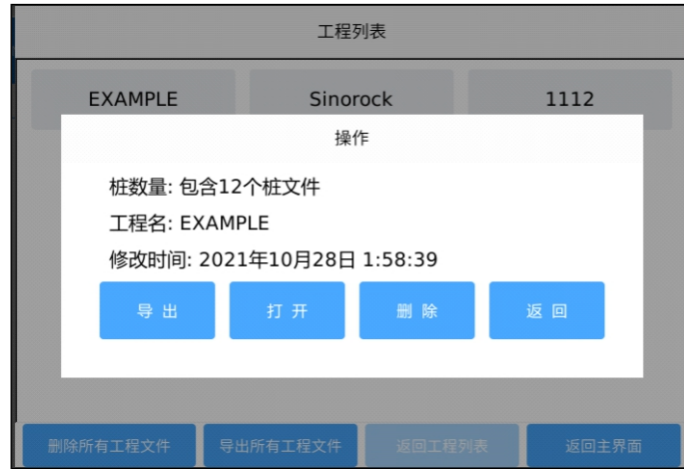 工程列表
EXAMPLE Sinorock 1112
操作
桩数量: 包含12个桩文件
工程名: EXAMPLE
修改时间: 2021年10月28日 1:58:39
导出 打开 删除 返回
删除所有工程文件 导出所有工程文件 返回工程列表 返回主界面